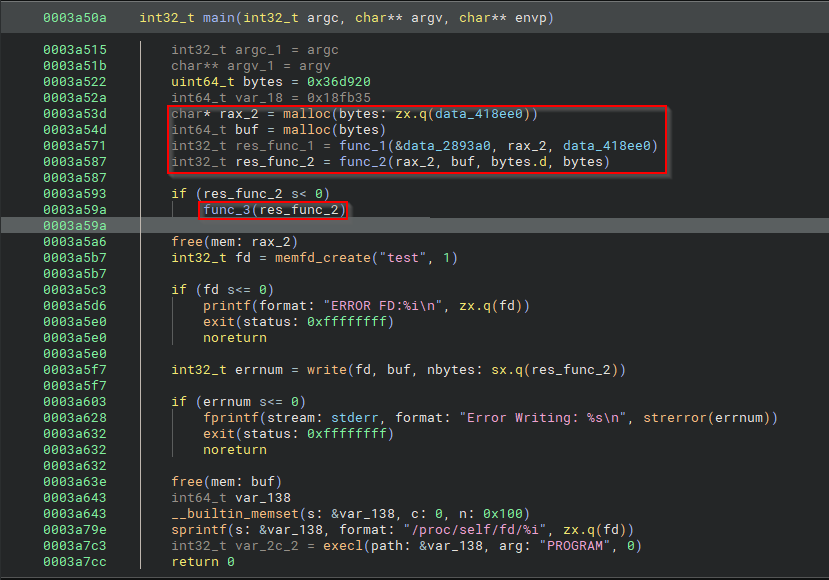 0003a50a int32_t main(int32_t argc, char** argv, char** envp)
0003a515 int32_t argc_1 = argc
0003a51b char** argv_1 = argv
0003a522 uint64_t bytes = 0x36d920
0003a52a int64_t var_18 = 0x18fb35
0003a53d char* rax_2 = malloc(bytes: zx.q(data_418ee0))
0003a54d int64_t buf = malloc(bytes)
0003a571 int32_t res_func_1 = func_1(&data_2893a0, rax_2, data_418ee0)
0003a587 int32_t res_func_2 = func_2(rax_2, buf, bytes.d, bytes)
0003a587
0003a593 if (res_func_2 s< 0)
0003a59a func_3(res_func_2)
0003a59a
0003a5a6 free(mem: rax_2)
0003a5b7 int32_t fd = memfd_create("test", 1)
0003a5b7
0003a5c3 if (fd s<= 0)
0003a5d6 printf(format: "ERROR FD:%i\n", zx.q(fd))
0003a5e0 exit(status: 0xffffffff)
0003a5e0 noreturn
0003a5e0
0003a5f7 int32_t errnum = write(fd, buf, nbytes: sx.q(res_func_2))
0003a5f7
0003a603 if (errnum s<= 0)
0003a628 fprintf(stream: stderr, format: "Error Writing: %s\n", strerror(errnum))
0003a632 exit(status: 0xffffffff)
0003a632 noreturn
0003a632
0003a63e free(mem: buf)
0003a643 int64_t var_138
0003a643 __builtin_memset(s: &var_138, c: 0, n: 0x100)
0003a79e sprintf(s: &var_138, format: "/proc/self/fd/%i", zx.q(fd))
0003a7c3 int32_t var_2c_2 = execl(path: &var_138, arg: "PROGRAM", 0)
0003a7cc return 0